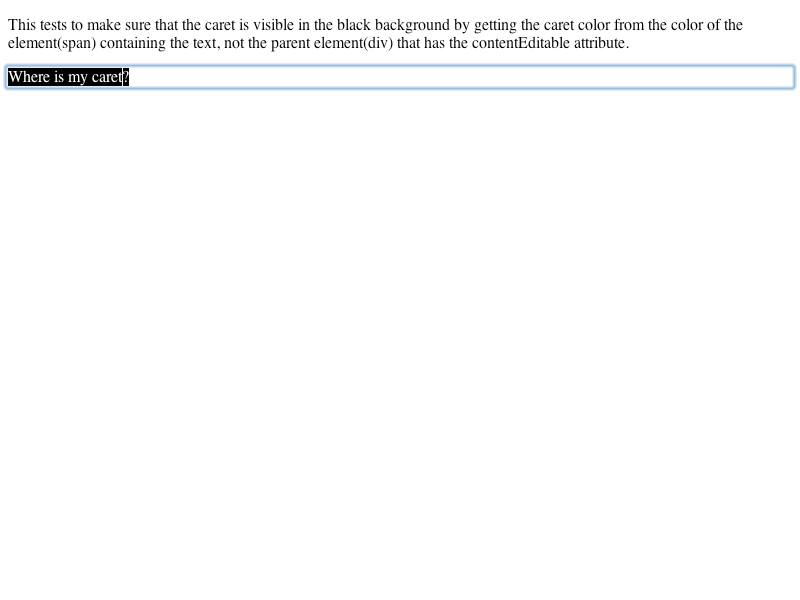 This tests to make sure that the caret is visible in the black background by getting the caret color from the color of the
element(span) containing the text, not the parent element(div) that has the contentEditable attribute.
Where is my caret?